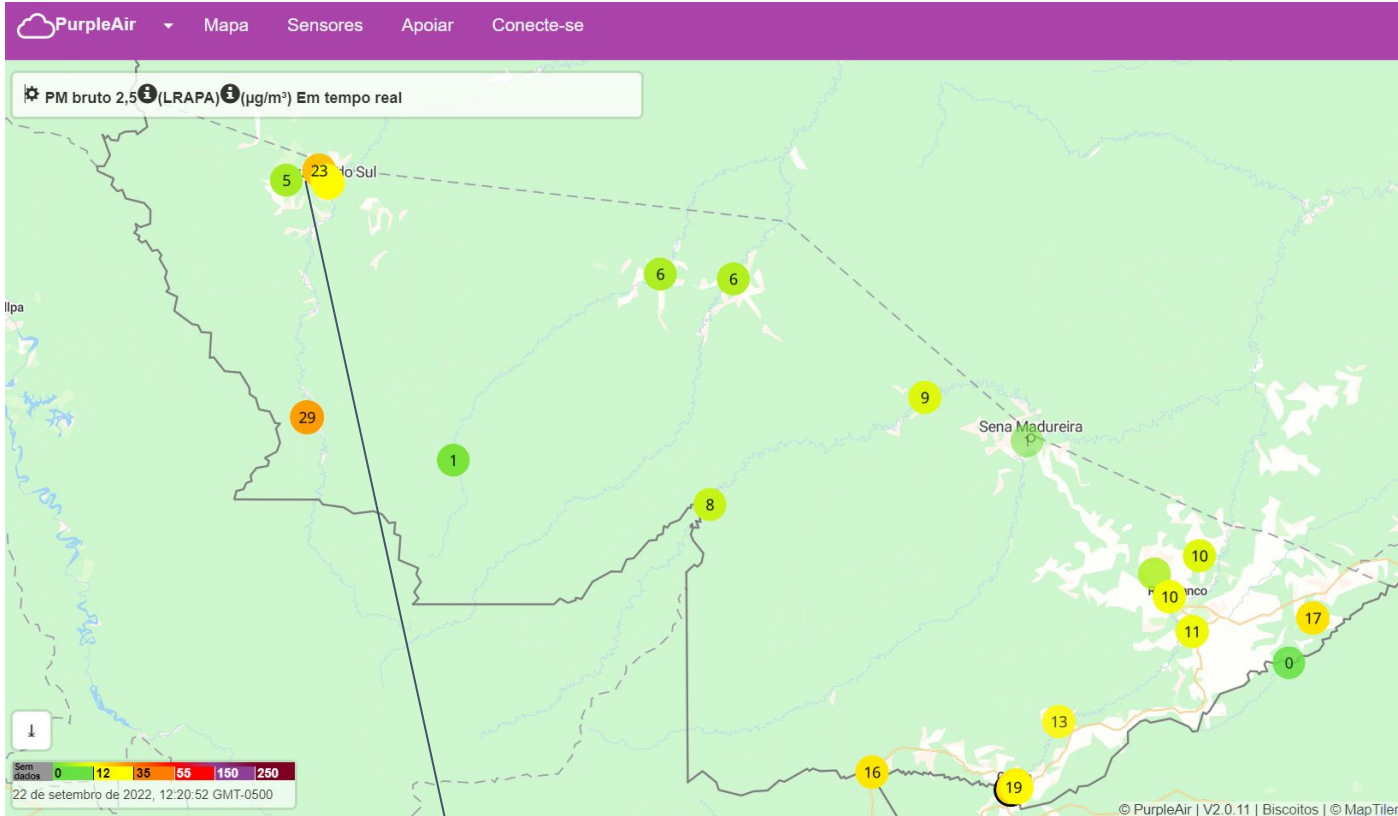 PurpleAir Mapa Sensores Apoiar Conecte-se
PM bruto 2,5 (LRAPA) (µg/m³) Em tempo real
5 23 do Sul
6 6
llpa
29
9
Sena Madureira
1
8
10
10
11
17
0
13
16
19
Sem dados 0 12 35 55 150 250
22 de setembro de 2022, 12:20:52 GMT-0500
© PurpleAir | V2.0.11 | Biscoitos | © MapTiler